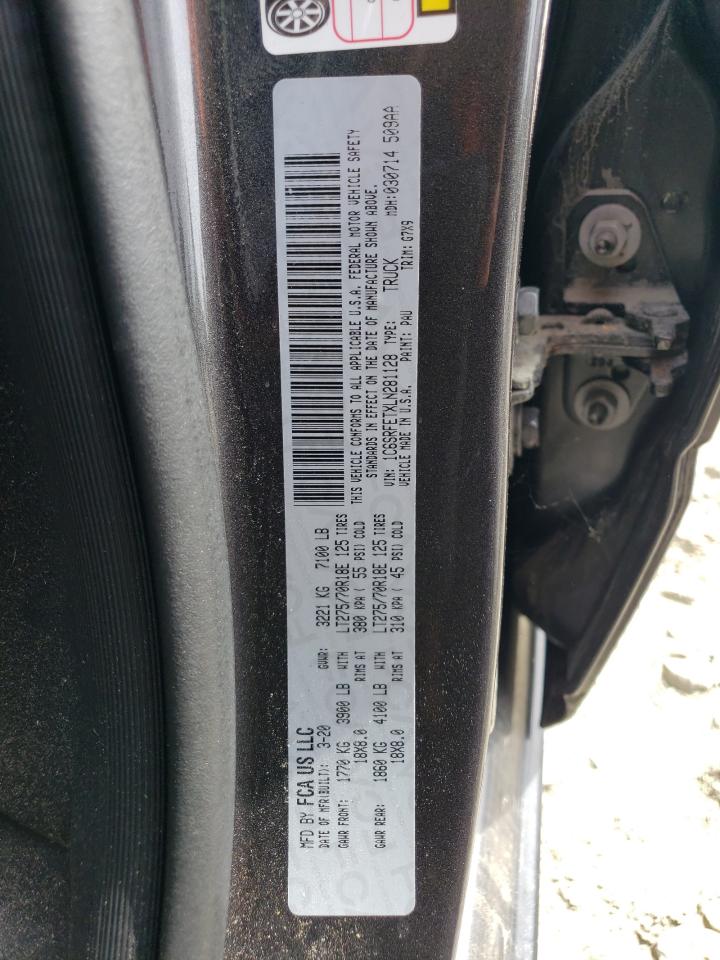 MFD BY FCA US LLC
DATE OF MFR(BUILT): 3-20 GVWR: 3221 KG 7100 LB
GAWR FRONT: 1770 KG 3900 LB WITH LT275/70R18E 125 TIRES
18X8.0 RIMS AT 380 KPA( 55 PSI) COLD
GAWR REAR: 1860 KG 4100 LB WITH LT275/70R18E 125 TIRES
18X8.0 RIMS AT 310 KPA( 45 PSI) COLD
THIS VEHICLE CONFORMS TO ALL APPLICABLE U.S.A. FEDERAL MOTOR VEHICLE SAFETY
STANDARDS IN EFFECT ON THE DATE OF MANUFACTURE SHOWN ABOVE.
VIN: 1C6SRFETXLN281128 TYPE: TRUCK MDH:030714 509AA
VEHICLE MADE IN U.S.A. PAINT: PAU TRIM: G7X9